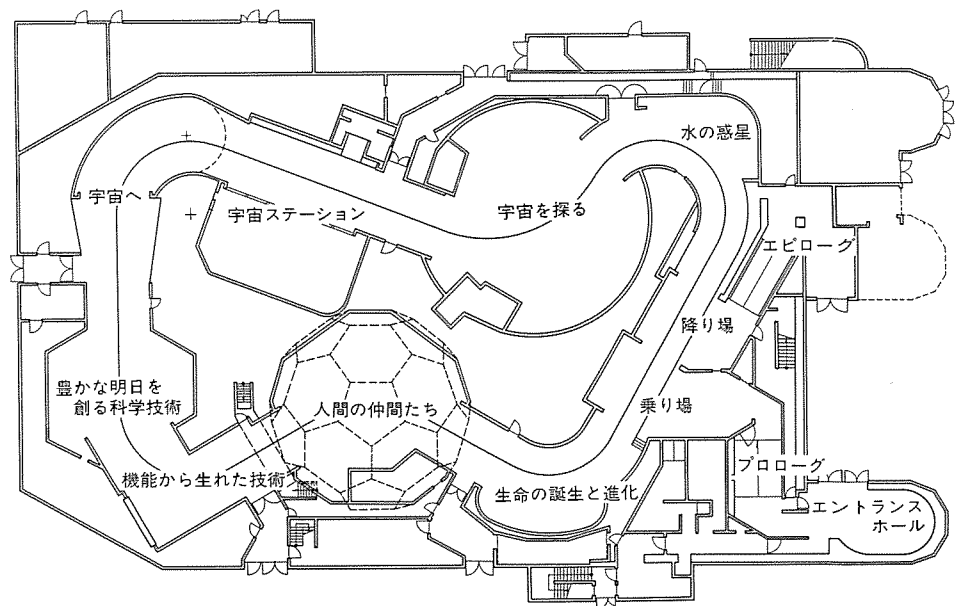 水の惑星
宇宙へ
宇宙ステーション
宇宙を探る
エピローグ
降り場
豊かな明日を
創る科学技術
人間の仲間たち
乗り場
機能から生れた技術
生命の誕生と進化
プロローグ
エントランス
ホール